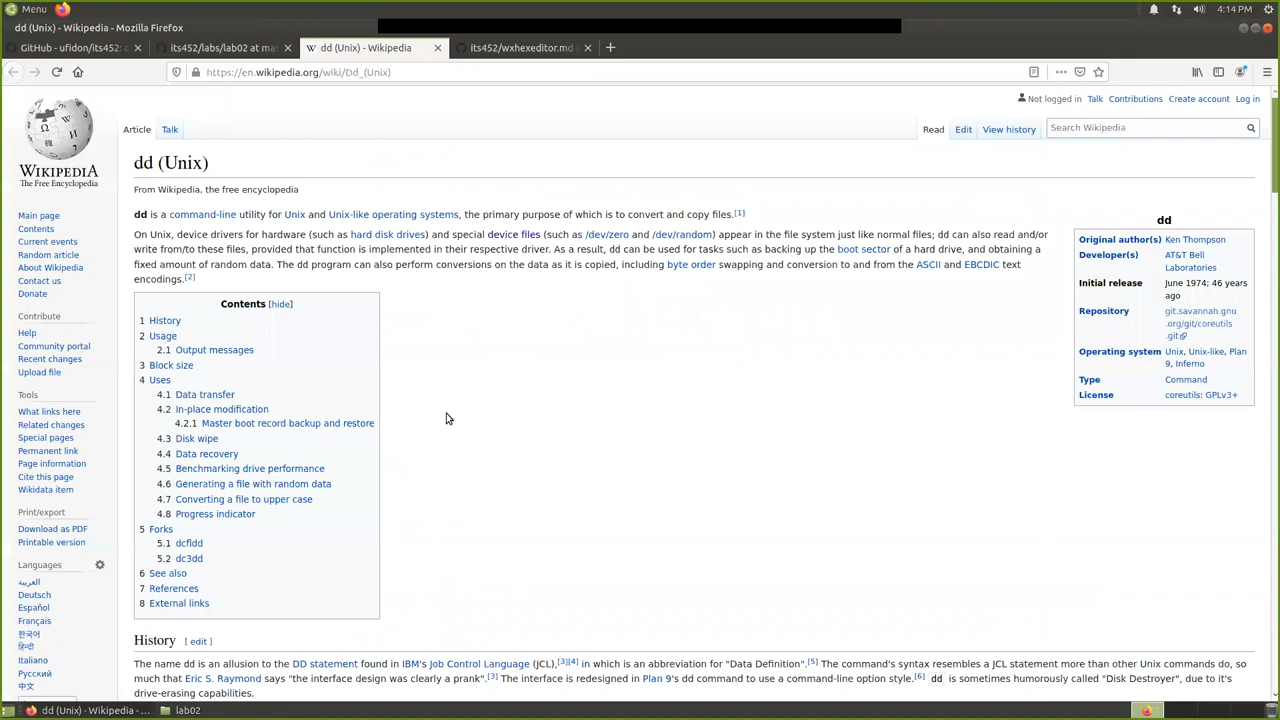 Menu
4:14 PM
dd (Unix) - Wikipedia - Mozilla Firefox
GitHub - ufidon/its452: c
its452/labs/lab02 at mas
W dd (Unix) - Wikipedia
its452/wxhexeditor.md
https://en.wikipedia.org/wiki/Dd_(Unix)
Not logged in Talk Contributions Create account Log in
Article Talk
Read Edit View history
Search Wikipedia
WIKIPEDIA
The Free Encyclopedia
Main page
Contents
Current events
Random article
About Wikipedia
Contact us
Donate
Contribute
Help
Community portal
Recent changes
Upload file
Tools
What links here
Related changes
Special pages
Permanent link
Page information
Cite this page
Wikidata item
Print/export
Download as PDF
Printable version
Languages
العربية
Deutsch
Español
Français
한국어
हिन्दी
Italiano
Русский
中文
dd (Unix)
From Wikipedia, the free encyclopedia
dd is a command-line utility for Unix and Unix-like operating systems, the primary purpose of which is to convert and copy files.[1]
On Unix, device drivers for hardware (such as hard disk drives) and special device files (such as /dev/zero and /dev/random) appear in the file system just like normal files; dd can also read and/or
write from/to these files, provided that function is implemented in their respective driver. As a result, dd can be used for tasks such as backing up the boot sector of a hard drive, and obtaining a
fixed amount of random data. The dd program can also perform conversions on the data as it is copied, including byte order swapping and conversion to and from the ASCII and EBCDIC text
encodings.[2]
Contents [hide]
1 History
2 Usage
2.1 Output messages
3 Block size
4 Uses
4.1 Data transfer
4.2 In-place modification
4.2.1 Master boot record backup and restore
4.3 Disk wipe
4.4 Data recovery
4.5 Benchmarking drive performance
4.6 Generating a file with random data
4.7 Converting a file to upper case
4.8 Progress indicator
5 Forks
5.1 dcfldd
5.2 dc3dd
6 See also
7 References
8 External links
dd
Original author(s) Ken Thompson
Developer(s) AT&T Bell
Laboratories
Initial release June 1974; 46 years
ago
Repository git.savannah.gnu
.org/git/coreutils
.git
Operating system Unix, Unix-like, Plan
9, Inferno
Type Command
License coreutils: GPLv3+
History [ edit ]
The name dd is an allusion to the DD statement found in IBM's Job Control Language (JCL),[3][4] in which is an abbreviation for "Data Definition".[5] The command's syntax resembles a JCL statement more than other Unix commands do, so
much that Eric S. Raymond says "the interface design was clearly a prank".[3] The interface is redesigned in Plan 9's dd command to use a command-line option style.[6] dd is sometimes humorously called "Disk Destroyer", due to it's
drive-erasing capabilities.
dd (Unix) - Wikipedia - ...
lab02